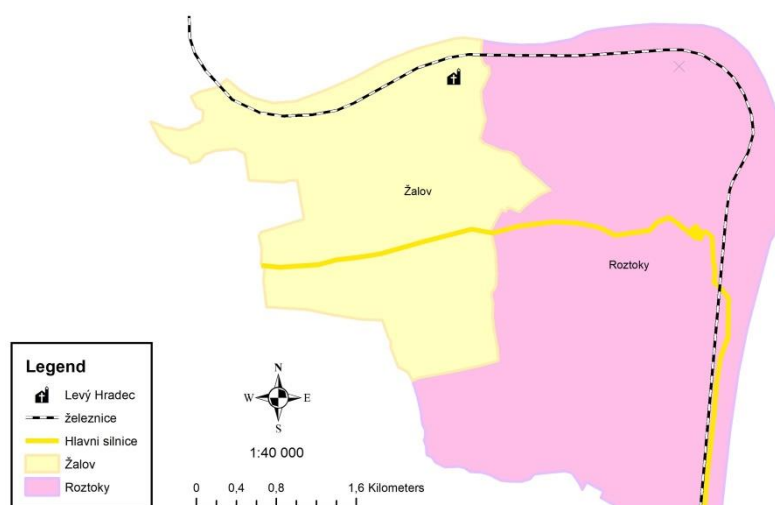 Žalov
Roztoky
Legend
Levý Hradec
železnice
Hlavni silnice
Žalov
Roztoky
N
W E
S
1:40 000
0 0,4 0,8 1,6 Kilometers